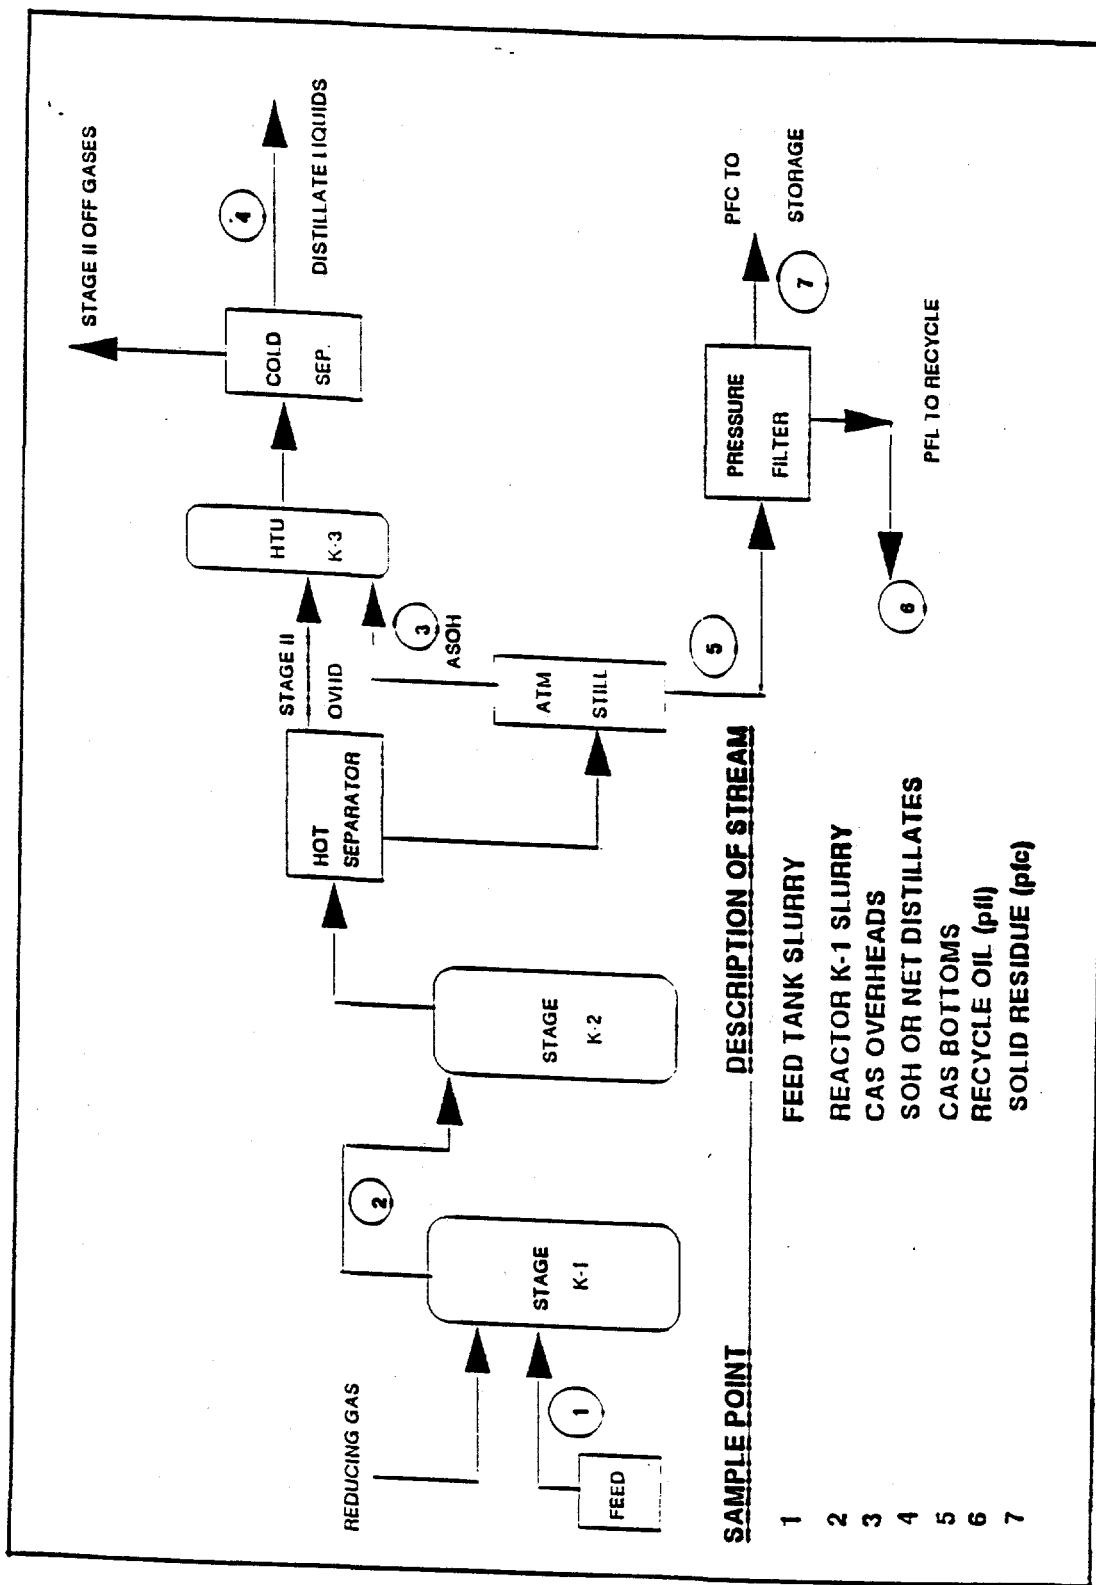 STAGE II OFF GASES
4
DISTILLATE LIQUIDS
COLD
SEP.
HTU
K-3
STAGE II
OVHD
3
ASOH
HOT
SEPARATOR
ATM
STILL
5
PRESSURE
FILTER
7
PFC TO
STORAGE
6
PFL TO RECYCLE
STAGE
K-2
2
STAGE
K-1
REDUCING GAS
1
FEED
SAMPLE POINT DESCRIPTION OF STREAM
1 FEED TANK SLURRY
2 REACTOR K-1 SLURRY
3 CAS OVERHEADS
4 SOH OR NET DISTILLATES
5 CAS BOTTOMS
6 RECYCLE OIL (pfl)
7 SOLID RESIDUE (pfc)